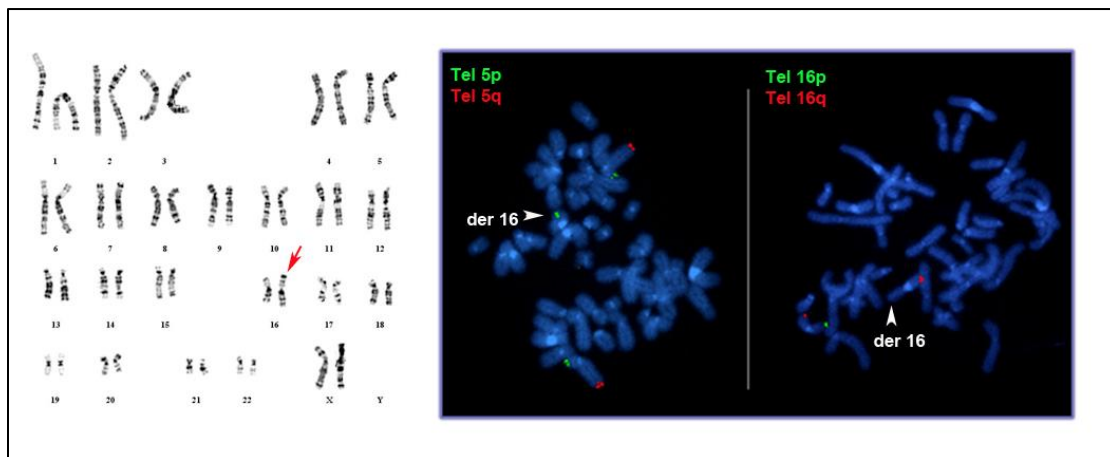 1 2 3 4 5
6 7 8 9 10 11 12
13 14 15 16 17 18
19 20 21 22 X Y
Tel 5p
Tel 5q
der 16
Tel 16p
Tel 16q
der 16